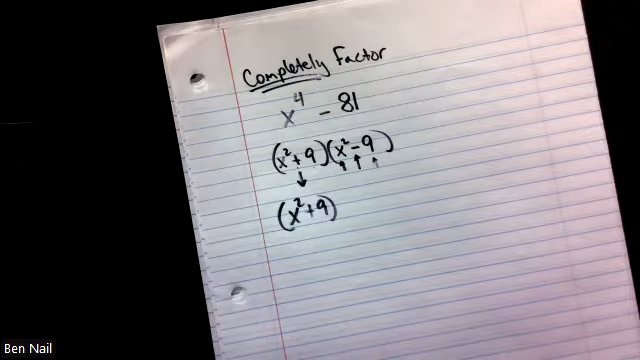 Completely Factor
x⁴ - 81
(x² + 9)(x² - 9)
(x² + 9)
Ben Nail